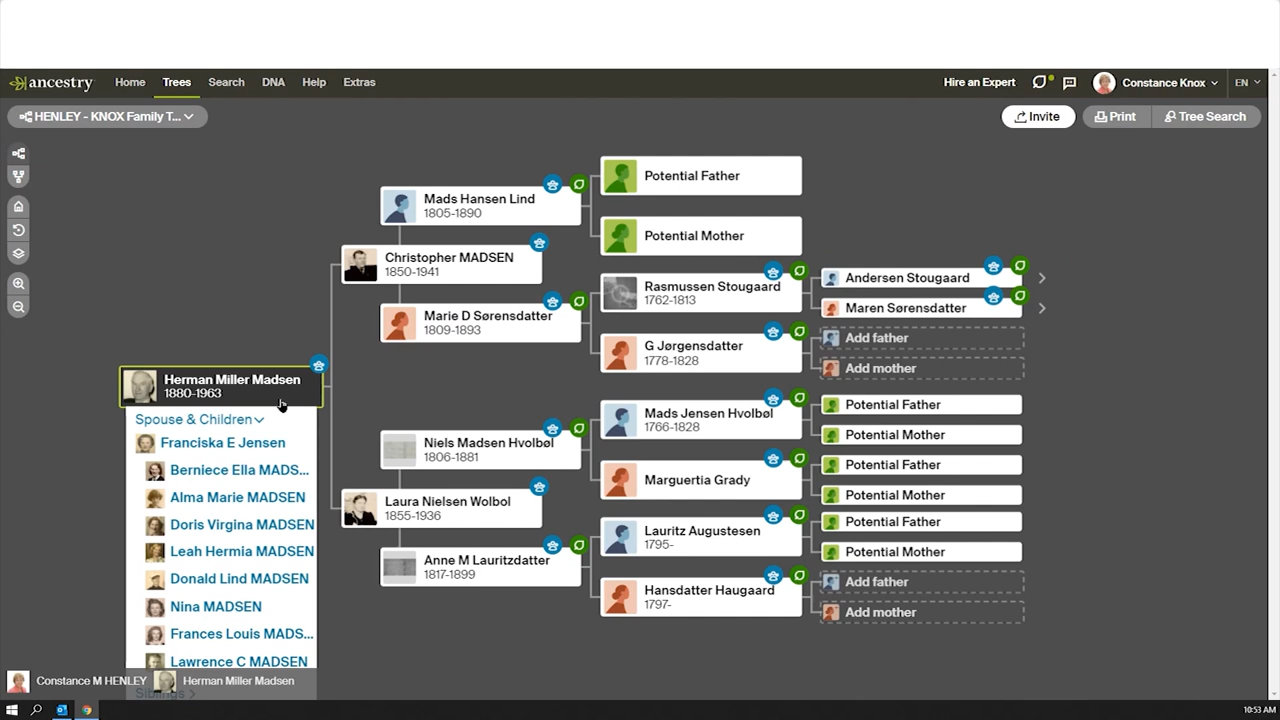 ancestry Home Trees Search DNA Help Extras Hire an Expert Constance Knox EN
HENLEY - KNOX Family T... Invite Print Tree Search
Herman Miller Madsen
1880-1963
Spouse & Children
Franciska E Jensen
Berniece Ella MADS...
Alma Marie MADSEN
Doris Virgina MADSEN
Leah Hermia MADSEN
Donald Lind MADSEN
Nina MADSEN
Frances Louis MADS...
Lawrence C MADSEN
Siblings
Christopher MADSEN
1850-1941
Laura Nielsen Wolbol
1855-1936
Mads Hansen Lind
1805-1890
Marie D Sørensdatter
1809-1893
Niels Madsen Hvolbøl
1806-1881
Anne M Lauritzdatter
1817-1899
Potential Father
Potential Mother
Rasmussen Stougaard
1762-1813
G Jørgensdatter
1778-1828
Mads Jensen Hvolbøl
1766-1828
Marguertia Grady
Lauritz Augustesen
1795-
Hansdatter Haugaard
1797-
Andersen Stougaard
Maren Sørensdatter
Add father
Add mother
Potential Father
Potential Mother
Potential Father
Potential Mother
Potential Father
Potential Mother
Add father
Add mother
Constance M HENLEY Herman Miller Madsen
10:53 AM